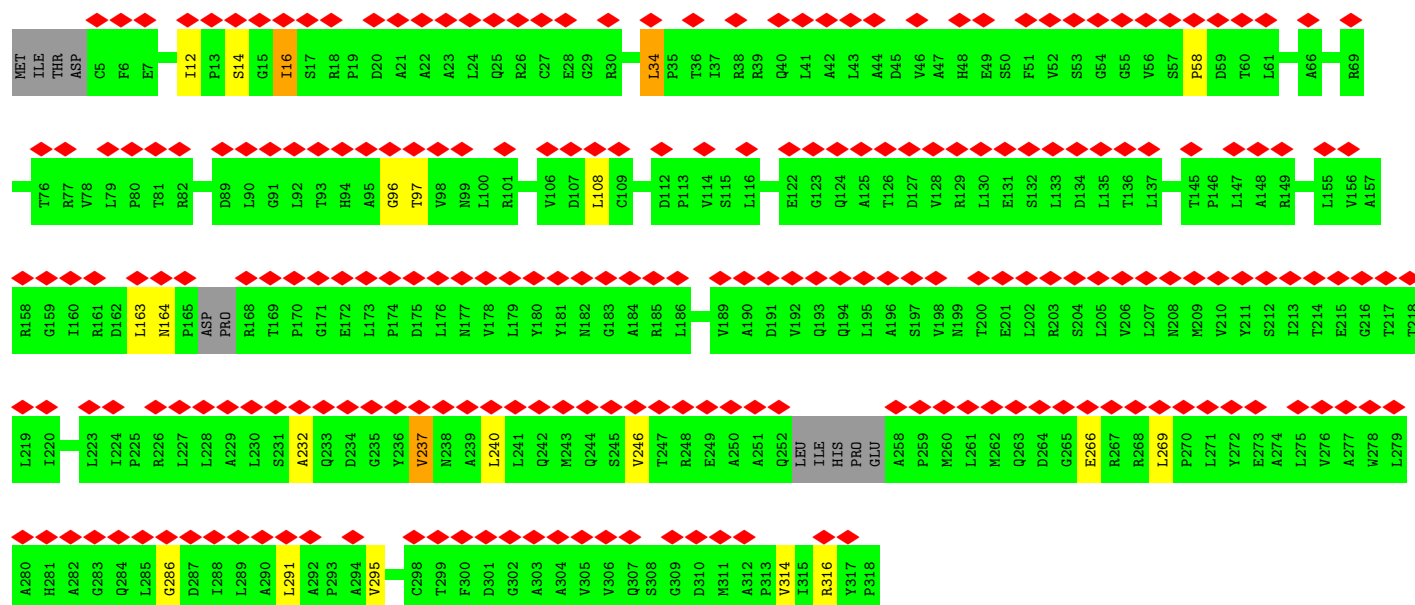 MET ILE THR ASP C5 F6 E7 I12 P13 S14 G15 I16 S17 R18 P19 D20 A21 A22 A23 L24 Q25 R26 C27 E28 G29 R30 L34 P35 T36 I37 R38 R39 Q40 L41 A42 L43 A44 D45 V46 A47 H48 E49 S50 F51 V52 S53 G54 G55 V56 S57 P58 D59 T60 L61 A66 R69
T76 R77 V78 L79 P80 T81 R82 D89 L90 G91 L92 T93 H94 A95 G96 T97 V98 N99 L100 R101 V106 D107 L108 C109 D112 P113 V114 S115 L116 E122 G123 Q124 A125 T126 D127 V128 R129 L130 E131 S132 L133 D134 L135 T136 L137 T145 P146 L147 A148 R149 L155 V156 A157
R158 G159 I160 R161 D162 L163 N164 P165 ASP PRO R168 T169 P170 G171 E172 L173 P174 D175 L176 N177 V178 L179 Y180 Y181 N182 G183 A184 R185 L186 V189 A190 D191 V192 Q193 Q194 L195 A196 S197 V198 N199 T200 E201 L202 R203 S204 L205 V206 L207 N208 M209 V210 Y211 S212 I213 T214 E215 G216 T217 T218
L219 I220 L223 I224 P225 R226 L227 L228 A229 L230 S231 A232 Q233 D234 G235 Y236 V237 N238 A239 L240 L241 Q242 M243 Q244 S245 V246 T247 R248 E249 A250 A251 Q252 LEU ILE HIS PRO GLU A258 P259 M260 L261 M262 Q263 D264 G265 E266 R267 R268 L269 P270 L271 Y272 E273 A274 L275 V276 A277 W278 L279
A280 H281 A282 G283 Q284 L285 G286 D287 I288 L289 A290 L291 A292 P293 A294 V295 C298 T299 F300 D301 G302 A303 A304 V305 V306 Q307 S308 G309 D310 M311 A312 P313 V314 I315 R316 Y317 P318